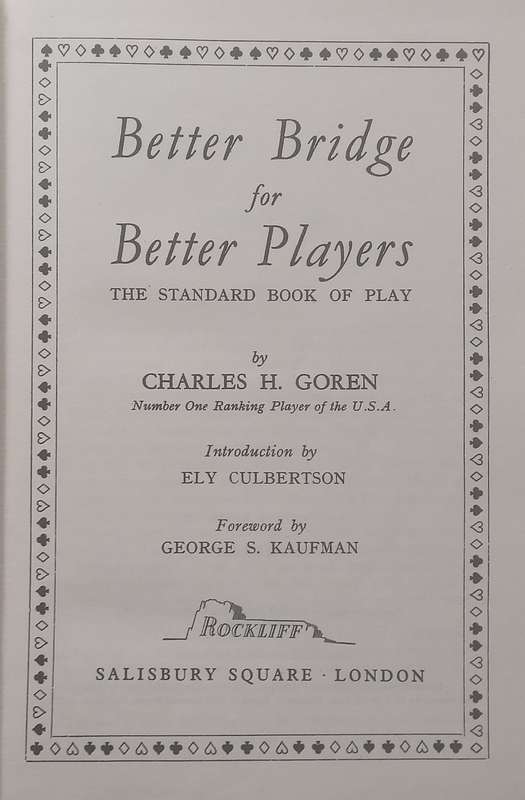 Better Bridge
for
Better Players
THE STANDARD BOOK OF PLAY
by
CHARLES H. GOREN
Number One Ranking Player of the U.S.A.
Introduction by
ELY CULBERTSON
Foreword by
GEORGE S. KAUFMAN
ROCKLIFF
SALISBURY SQUARE · LONDON